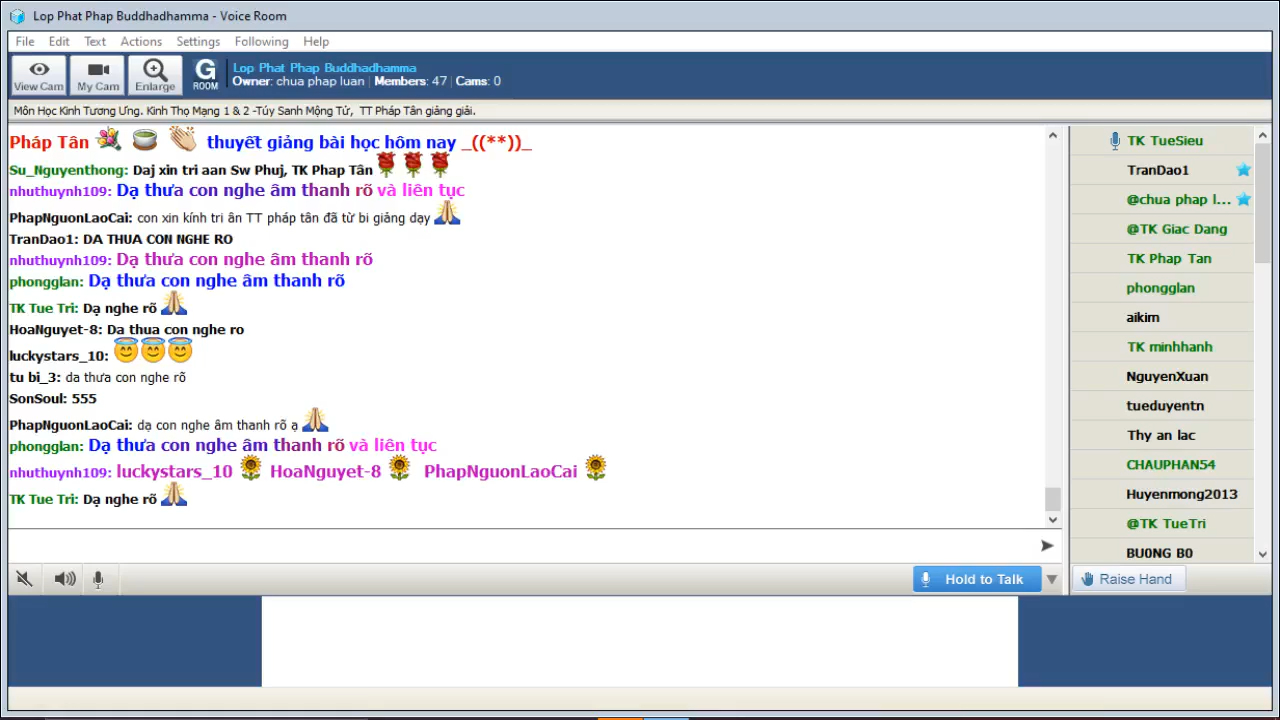 Lop Phat Phap Buddhadhamma - Voice Room
File Edit Text Actions Settings Following Help
View Cam My Cam Enlarge G ROOM Lop Phat Phap Buddhadhamma
Owner: chua phap luan | Members: 47 | Cams: 0
Môn Học Kinh Tương Ưng. Kinh Thọ Mạng 1 & 2 -Túy Sanh Mộng Tử, TT Pháp Tân giảng giải.
Pháp Tân thuyết giảng bài học hôm nay _((**))_
Su_Nguyenthong: Daj xin tri aan Sw Phuj, TK Phap Tân
nhuthuynh109: Dạ thưa con nghe âm thanh rõ và liên tục
PhapNguonLaoCai: con xin kính tri ân TT pháp tân đã từ bi giảng dạy
TranDao1: DA THUA CON NGHE RO
nhuthuynh109: Dạ thưa con nghe âm thanh rõ
phongglan: Dạ thưa con nghe âm thanh rõ
TK Tue Tri: Dạ nghe rõ
HoaNguyet-8: Da thua con nghe ro
luckystars_10:
tu bi_3: da thưa con nghe rõ
SonSoul: 555
PhapNguonLaoCai: dạ con nghe âm thanh rõ ạ
phongglan: Dạ thưa con nghe âm thanh rõ và liên tục
nhuthuynh109: luckystars_10 HoaNguyet-8 PhapNguonLaoCai
TK Tue Tri: Dạ nghe rõ
Hold to Talk
TK TueSieu
TranDao1
@chua phap l...
@TK Giac Dang
TK Phap Tan
phongglan
aikim
TK minhhanh
NguyenXuan
tueduyentn
Thy an lac
CHAUPHAN54
Huyenmong2013
@TK TueTri
BU0NG B0
Raise Hand